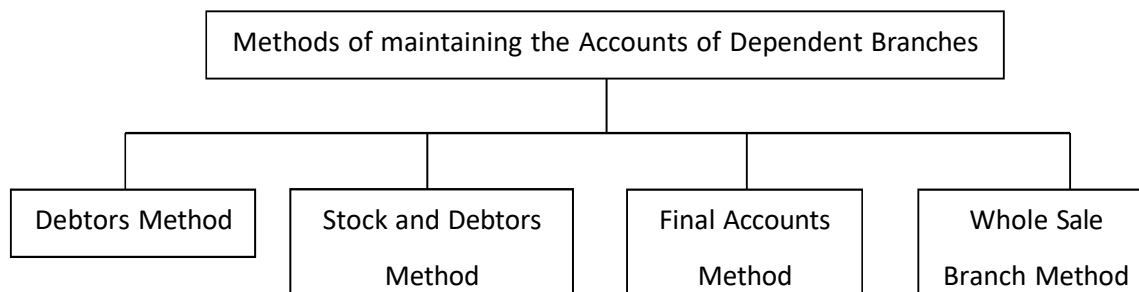 Methods of maintaining the Accounts of Dependent Branches
Debtors Method
Stock and Debtors
Method
Final Accounts
Method
Whole Sale
Branch Method